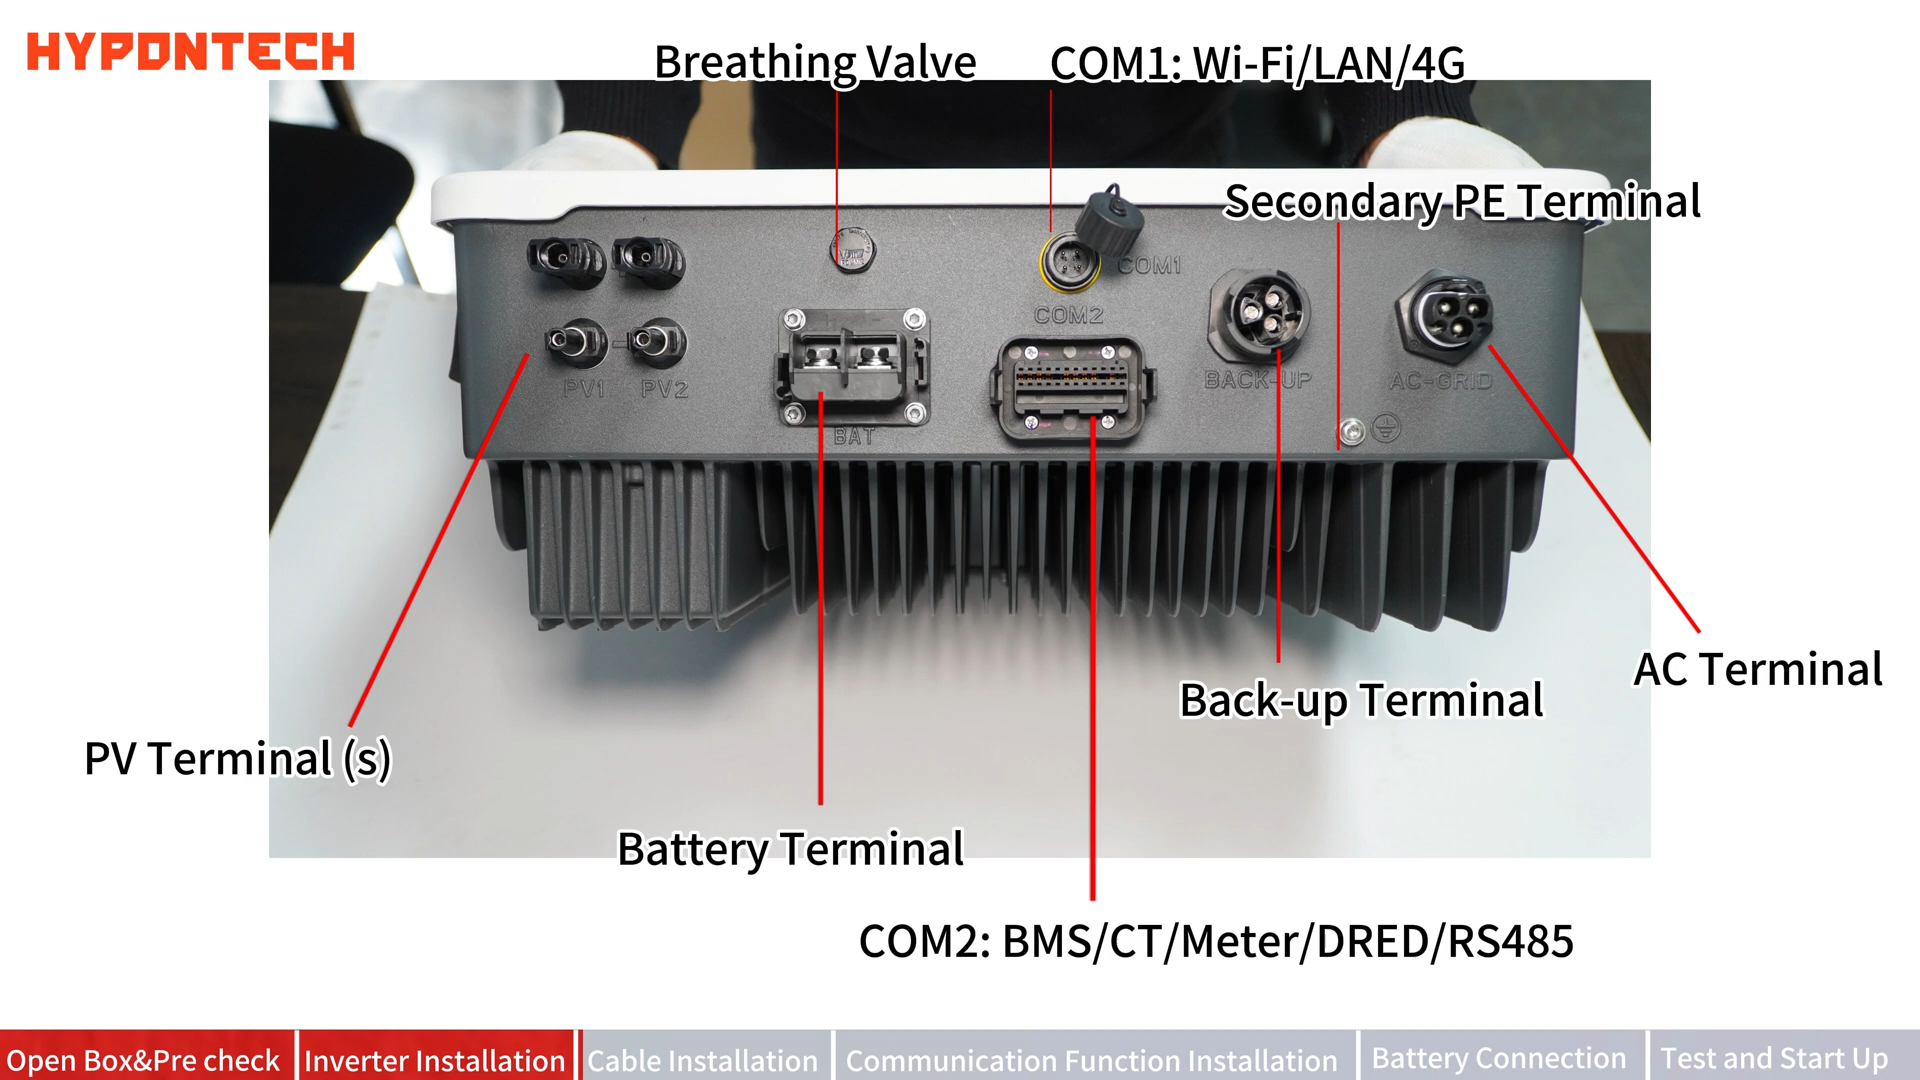 HYPONTECH
Breathing Valve
COM1: Wi-Fi/LAN/4G
Secondary PE Terminal
COM1
COM2
PV1
PV2
BACK-UP
AC-GRID
BAT
AC Terminal
Back-up Terminal
PV Terminal (s)
Battery Terminal
COM2: BMS/CT/Meter/DRED/RS485
Open Box&Pre check
Inverter Installation
Cable Installation
Communication Function Installation
Battery Connection
Test and Start Up